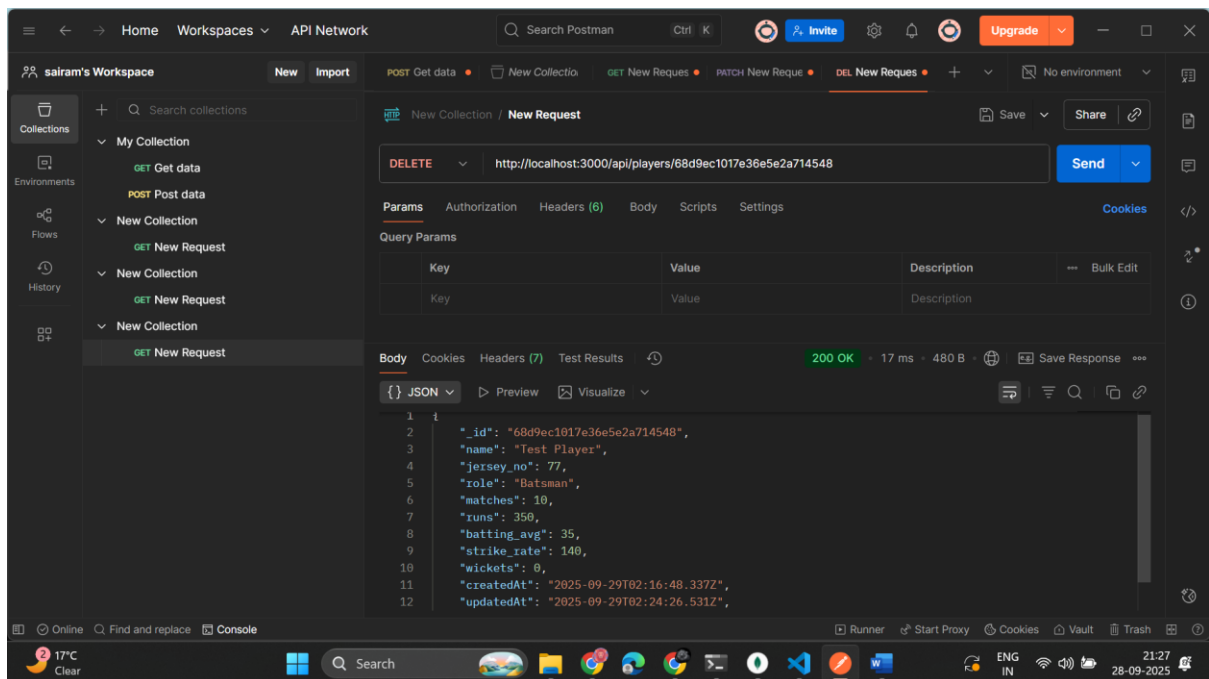 Home Workspaces API Network Search Postman Ctrl K Invite Upgrade
sairam's Workspace New Import POST Get data New Collectio GET New Reques PATCH New Reque DEL New Reques No environment
Collections
Environments
Flows
History
Search collections
My Collection
GET Get data
POST Post data
New Collection
GET New Request
New Collection
GET New Request
New Collection
GET New Request
HTTP New Collection / New Request Save Share
DELETE http://localhost:3000/api/players/68d9ec1017e36e5e2a714548 Send
Params Authorization Headers (6) Body Scripts Settings Cookies
Query Params
Key Value Description ••• Bulk Edit
Key Value Description
Body Cookies Headers (7) Test Results 200 OK • 17 ms • 480 B • Save Response
{} JSON Preview Visualize
1 {
2 "_id": "68d9ec1017e36e5e2a714548",
3 "name": "Test Player",
4 "jersey_no": 77,
5 "role": "Batsman",
6 "matches": 10,
7 "runs": 350,
8 "batting_avg": 35,
9 "strike_rate": 140,
10 "wickets": 0,
11 "createdAt": "2025-09-29T02:16:48.337Z",
12 "updatedAt": "2025-09-29T02:24:26.531Z",
Online Find and replace Console Runner Start Proxy Cookies Vault Trash
2 17°C
Clear
Search
ENG
IN
21:27
28-09-2025